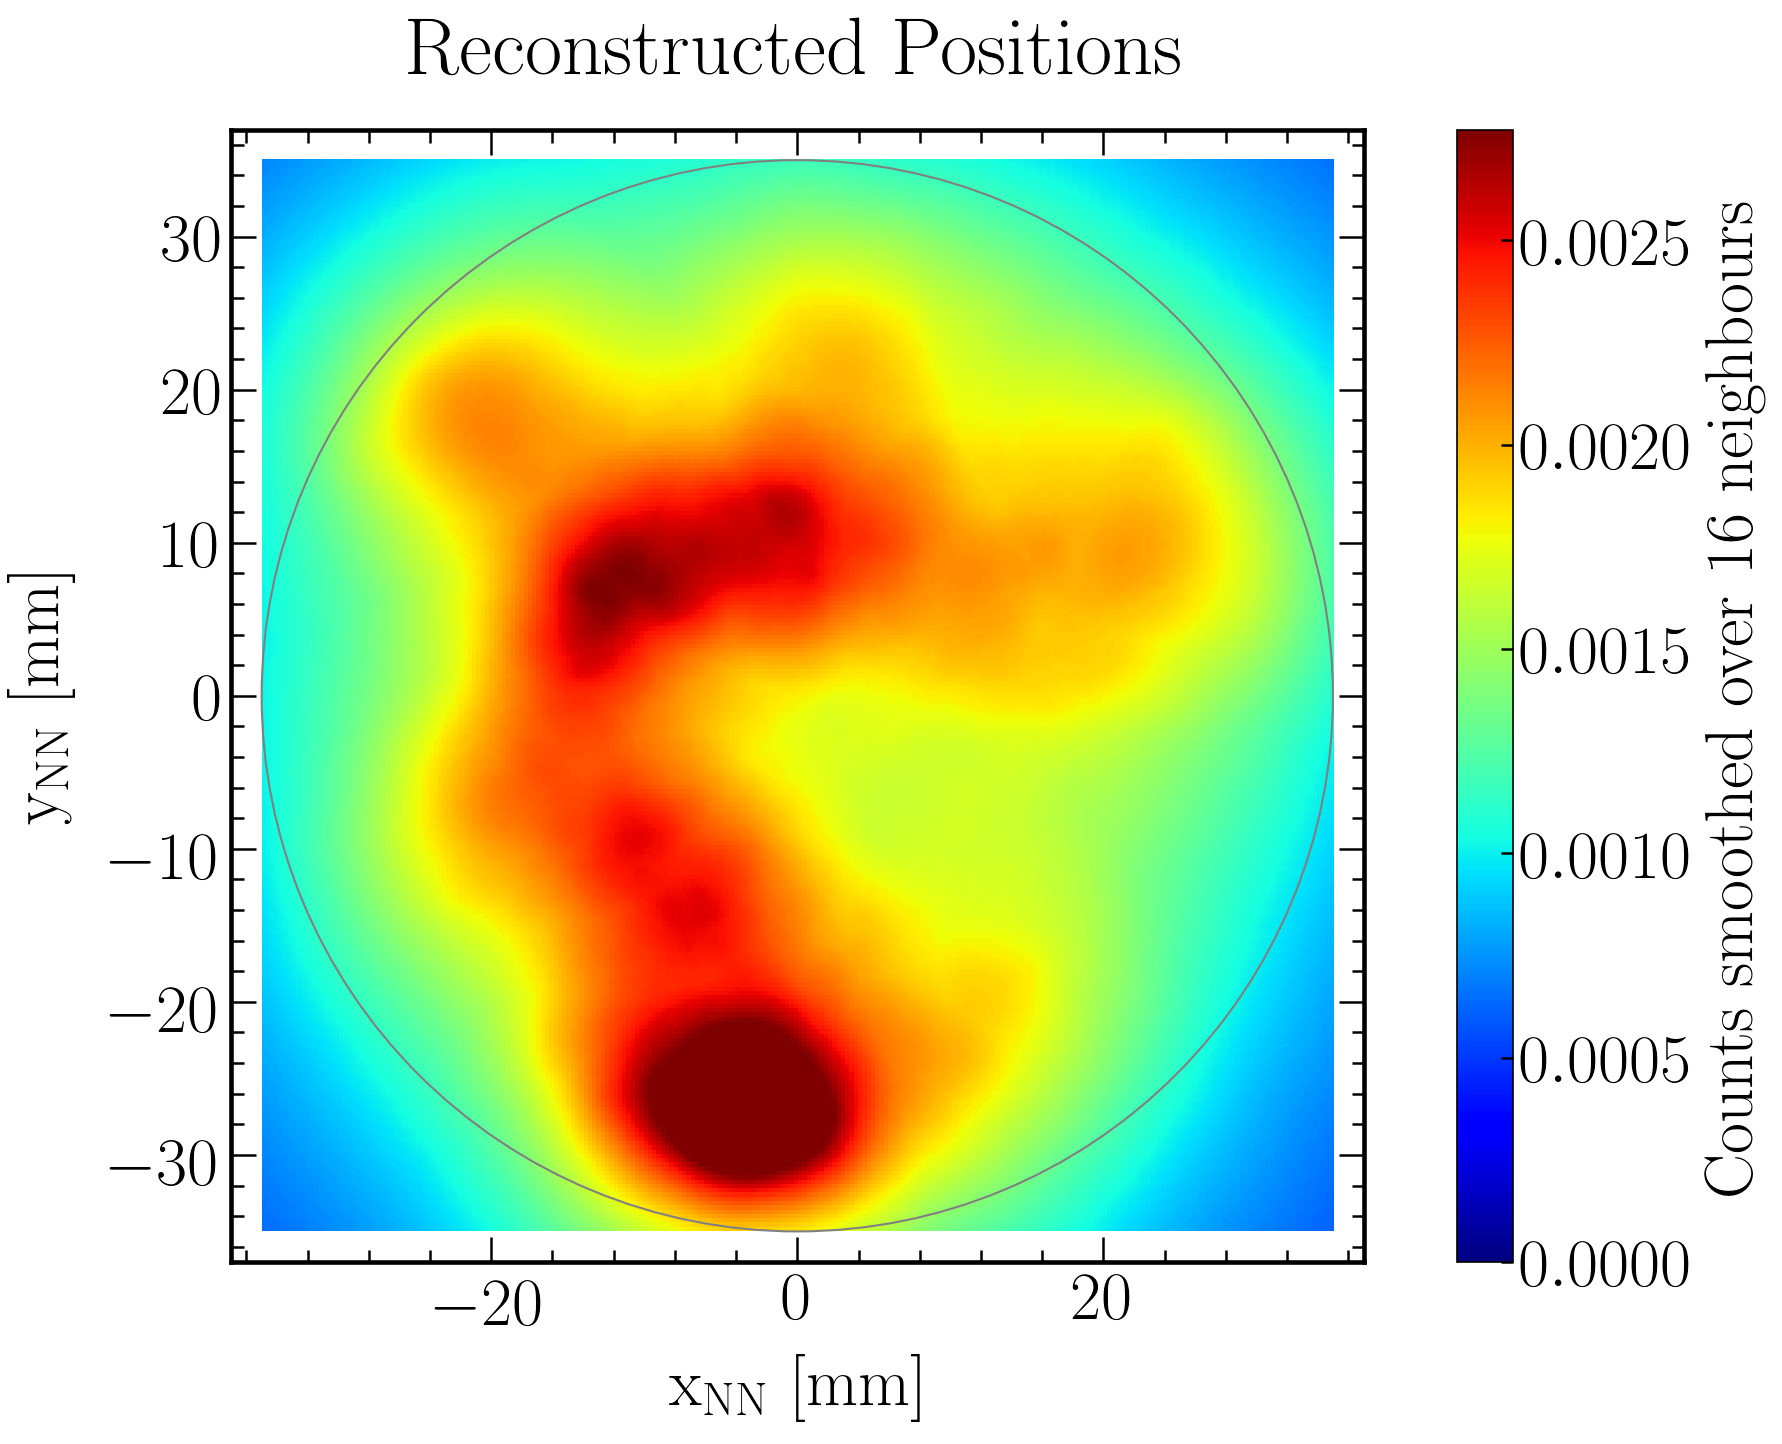 Reconstructed Positions
30
20
10
0
−10
−20
−30
y_NN [mm]
−20 0 20
x_NN [mm]
0.0025
0.0020
0.0015
0.0010
0.0005
0.0000
Counts smoothed over 16 neighbours